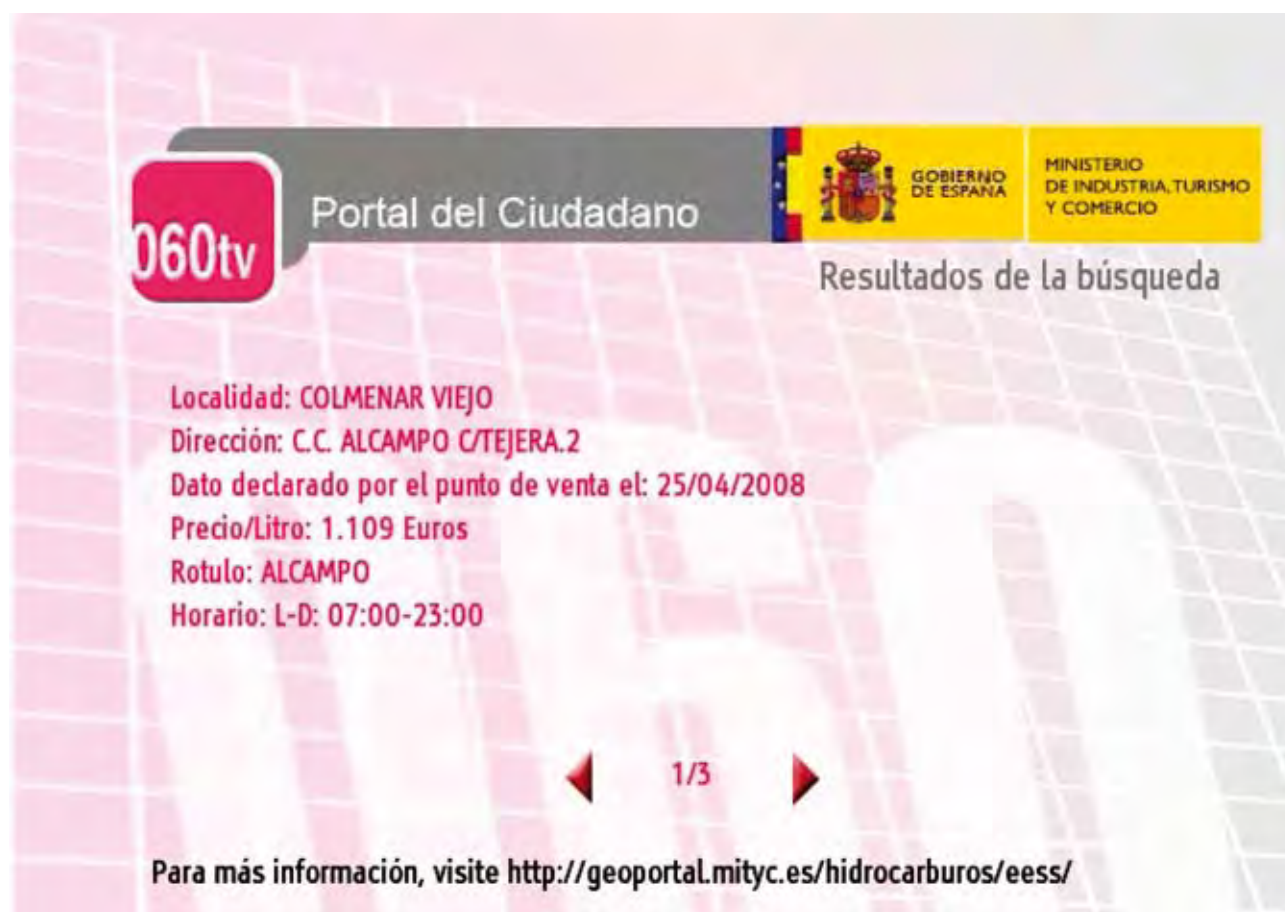 060tv
Portal del Ciudadano
GOBIERNO
DE ESPAÑA
MINISTERIO
DE INDUSTRIA, TURISMO
Y COMERCIO
Resultados de la búsqueda
Localidad: COLMENAR VIEJO
Dirección: C.C. ALCAMPO C/TEJERA.2
Dato declarado por el punto de venta el: 25/04/2008
Precio/Litro: 1.109 Euros
Rotulo: ALCAMPO
Horario: L-D: 07:00-23:00
1/3
Para más información, visite http://geoportal.mityc.es/hidrocarburos/eess/